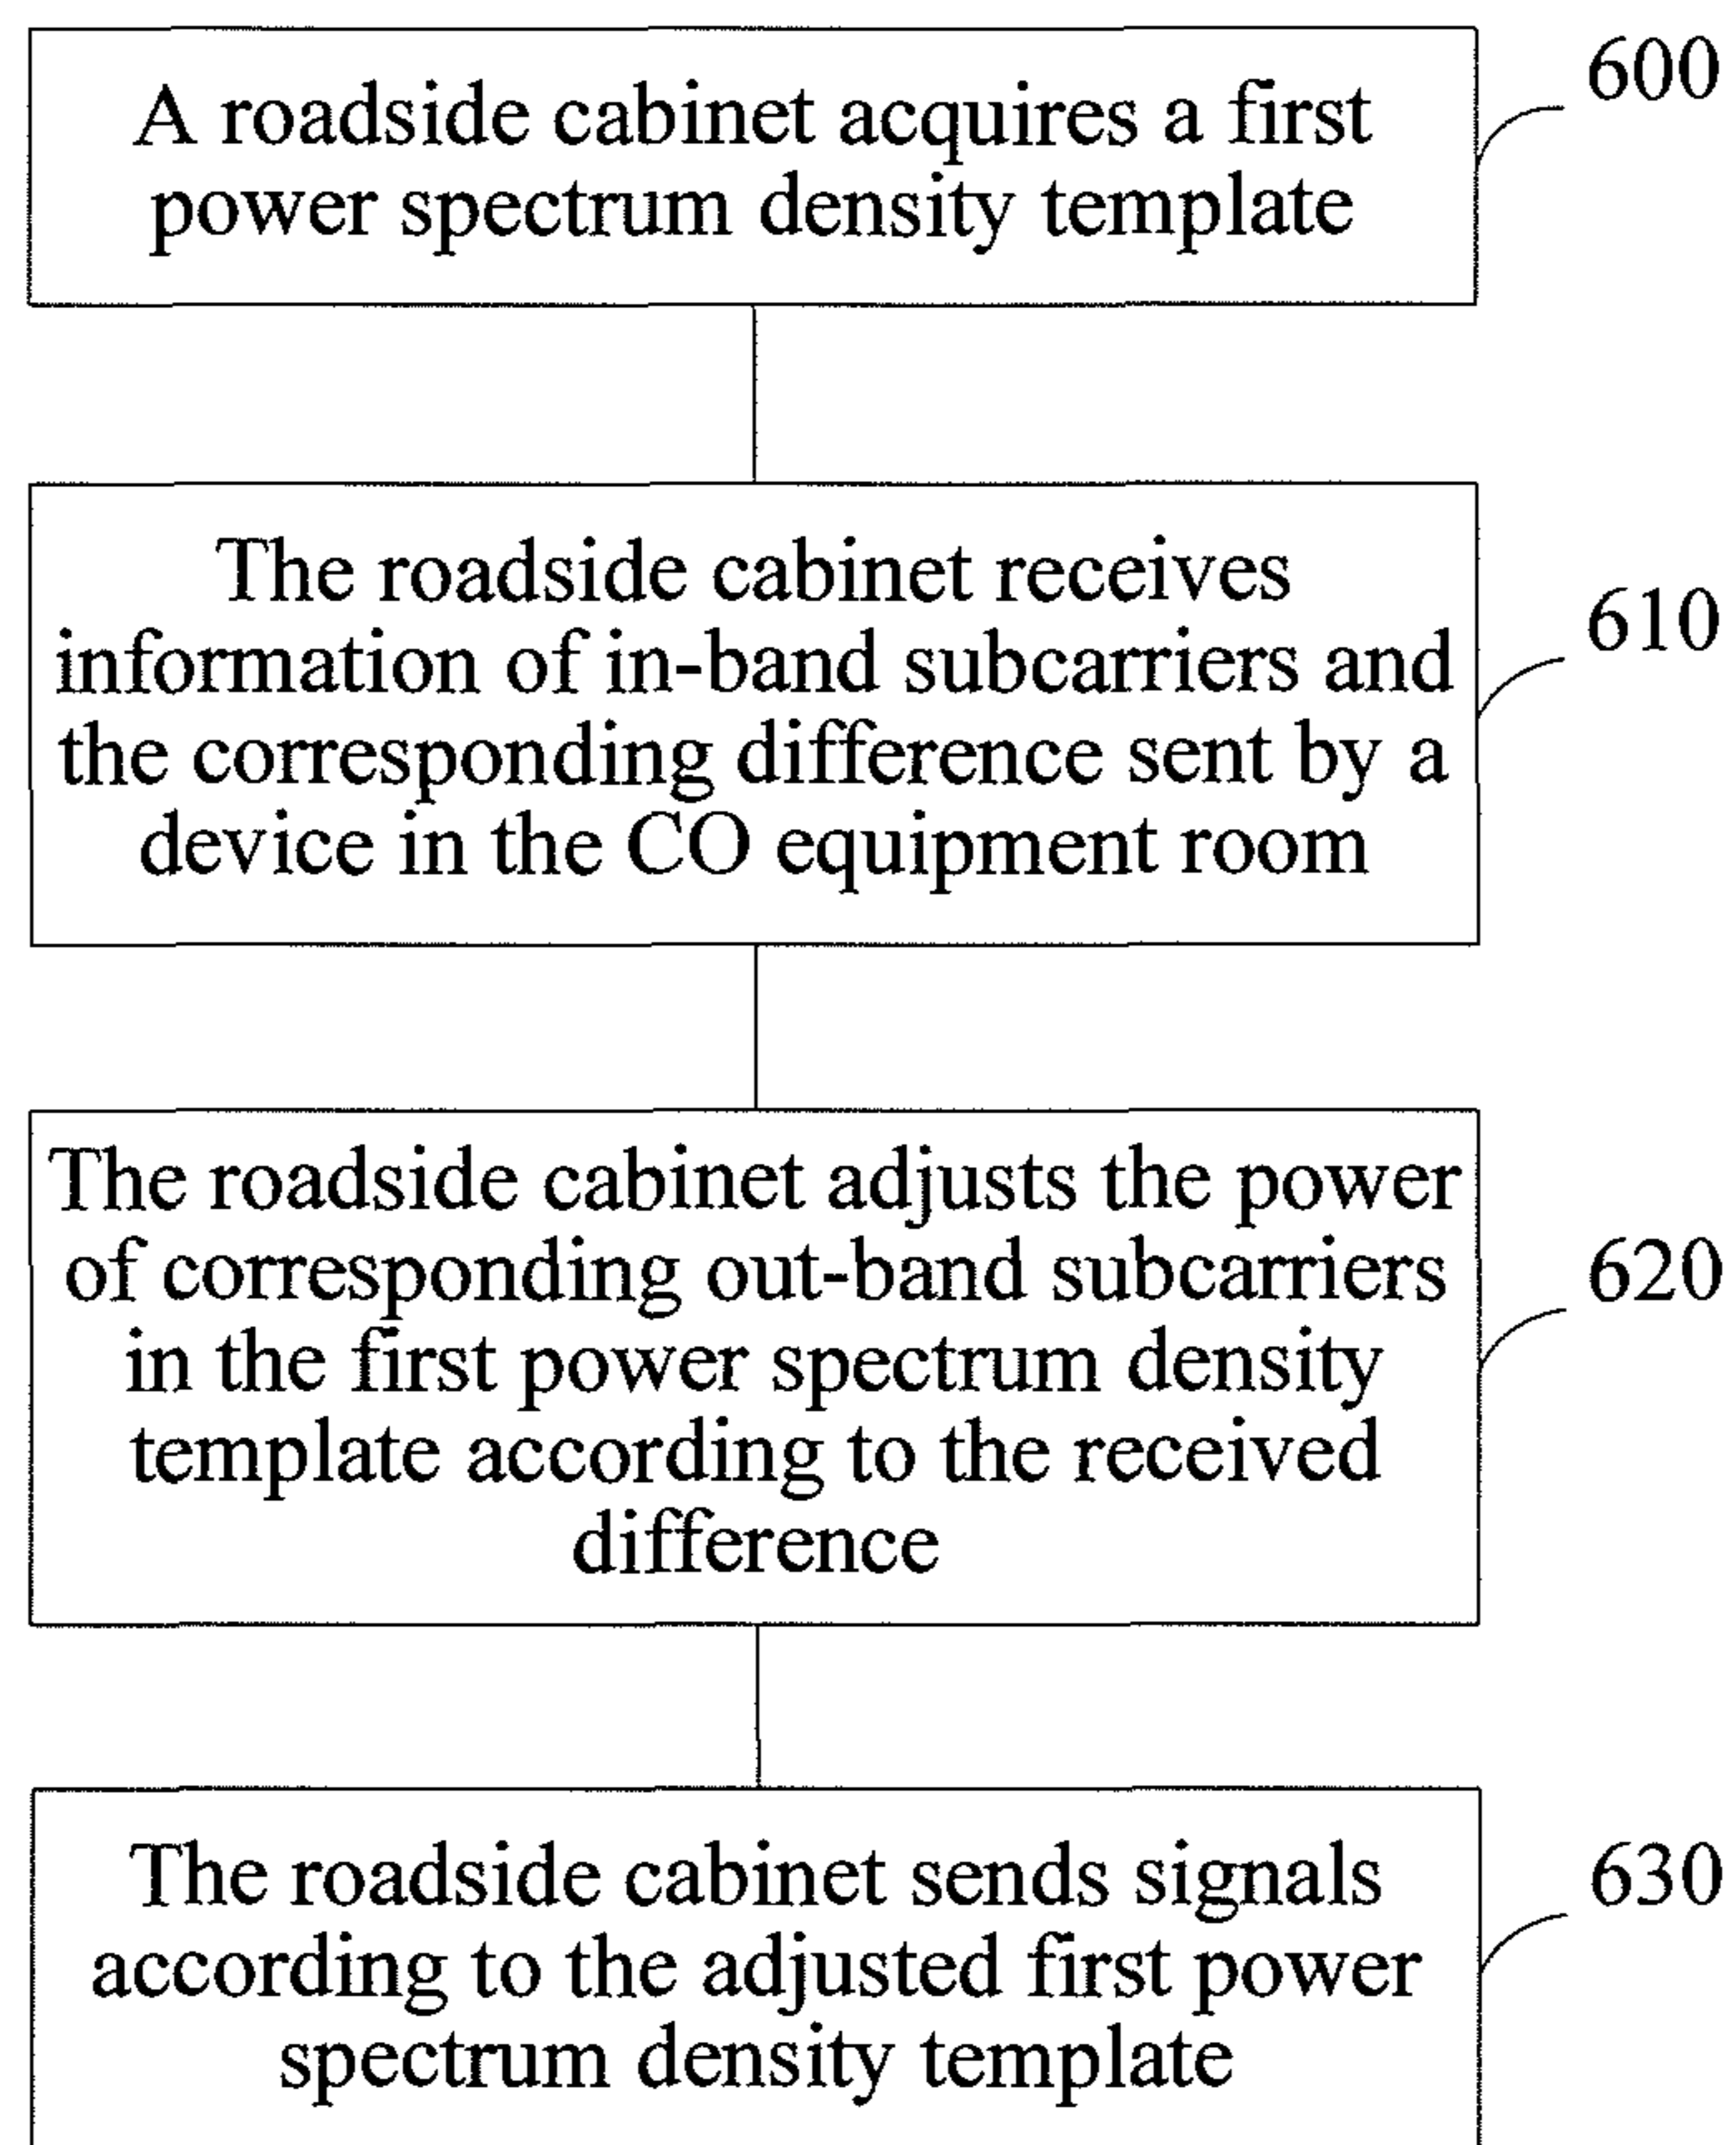 A roadside cabinet acquires a first
power spectrum density template
600
The roadside cabinet receives
information of in-band subcarriers and
the corresponding difference sent by a
device in the CO equipment room
610
The roadside cabinet adjusts the power
of corresponding out-band subcarriers
in the first power spectrum density
template according to the received
difference
620
The roadside cabinet sends signals
according to the adjusted first power
spectrum density template
630